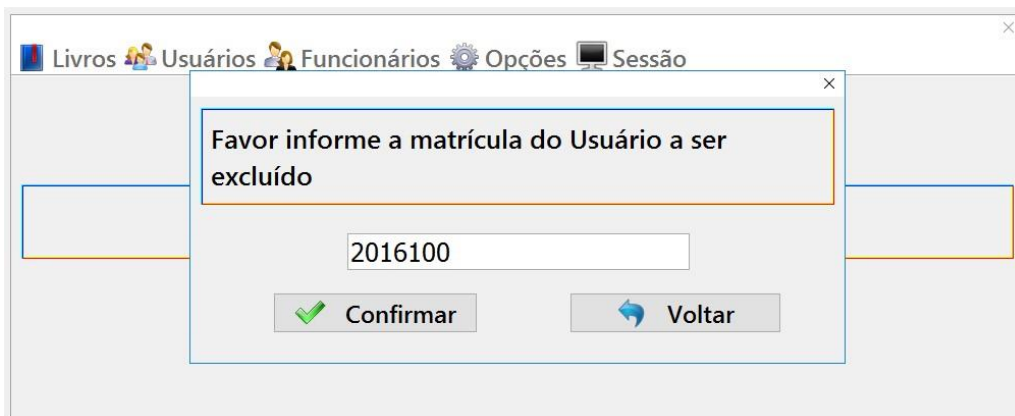 Livros Usuários Funcionários Opções Sessão
Favor informe a matrícula do Usuário a ser
excluído
2016100
Confirmar Voltar